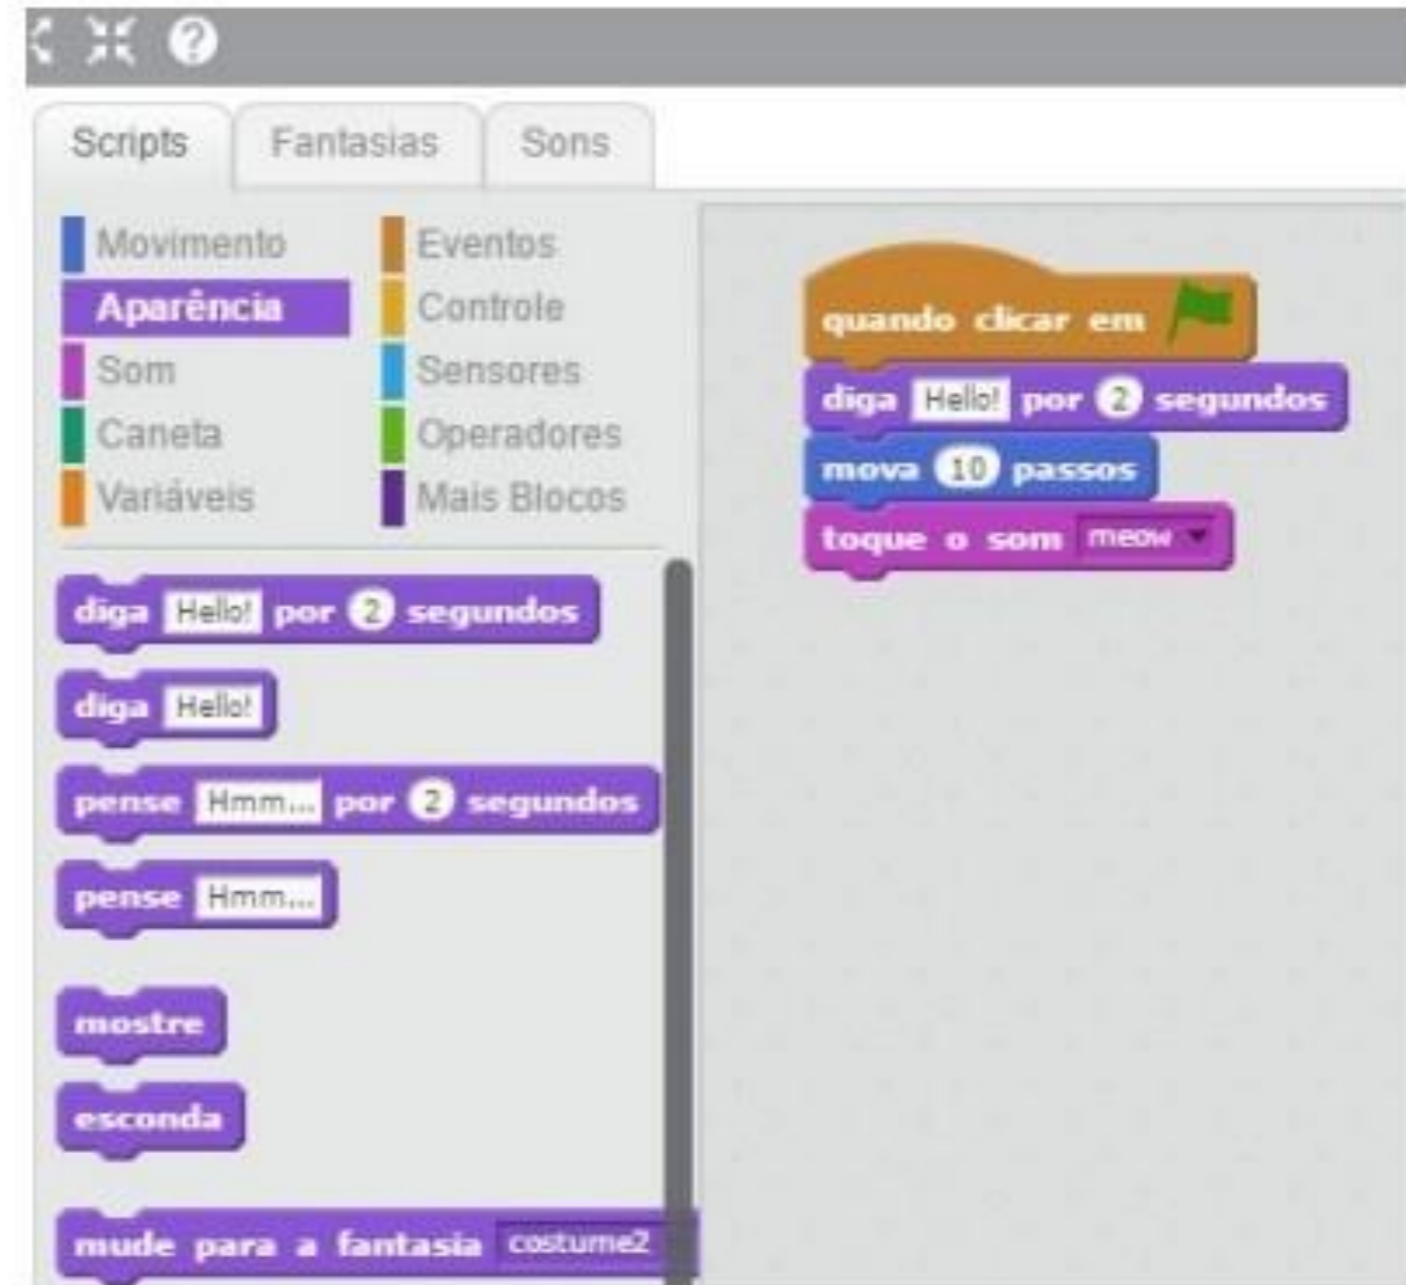 Scripts Fantasias Sons
Movimento
Aparência
Som
Caneta
Variáveis
Eventos
Controle
Sensores
Operadores
Mais Blocos
diga Hello! por 2 segundos
diga Hello!
pense Hmm... por 2 segundos
pense Hmm...
mostre
esconda
mude para a fantasia costume2
quando clicar em
diga Hello! por 2 segundos
mova 10 passos
toque o som meow